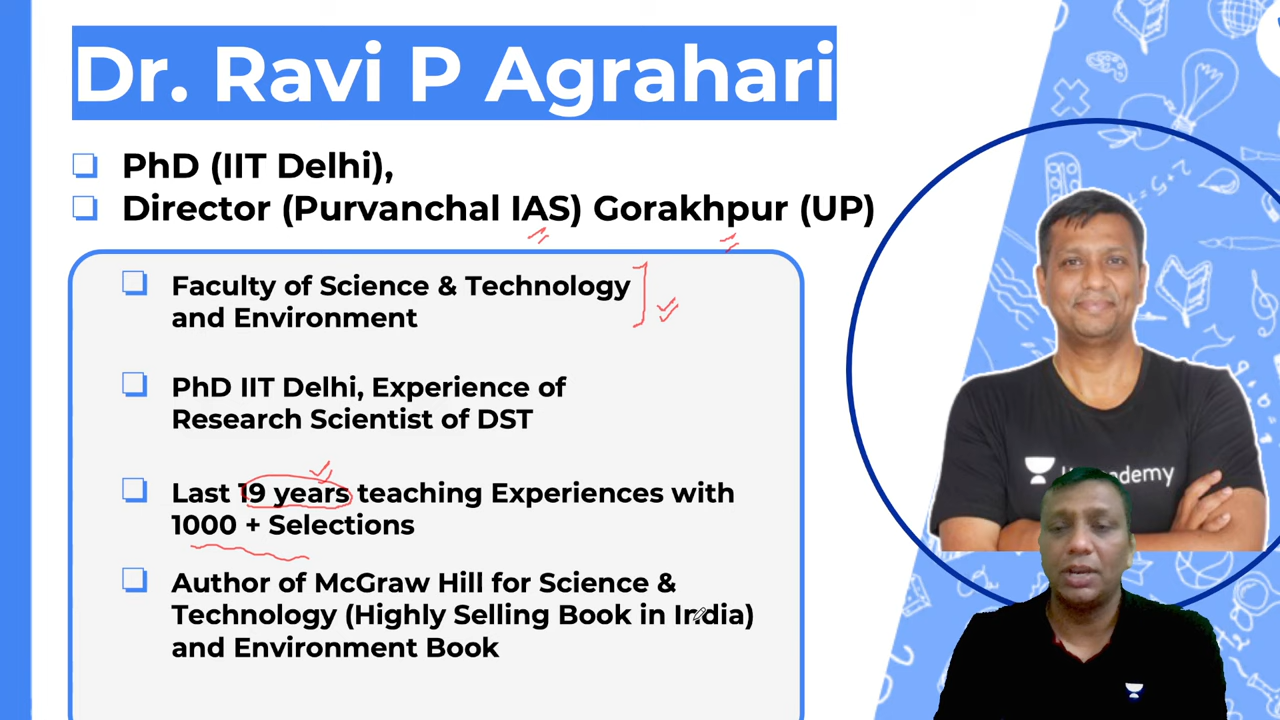 Dr. Ravi P Agrahari
PhD (IIT Delhi),
Director (Purvanchal IAS) Gorakhpur (UP)
Faculty of Science & Technology
and Environment
PhD IIT Delhi, Experience of
Research Scientist of DST
Last 19 years teaching Experiences with
1000 + Selections
Author of McGraw Hill for Science &
Technology (Highly Selling Book in India)
and Environment Book
2+5=